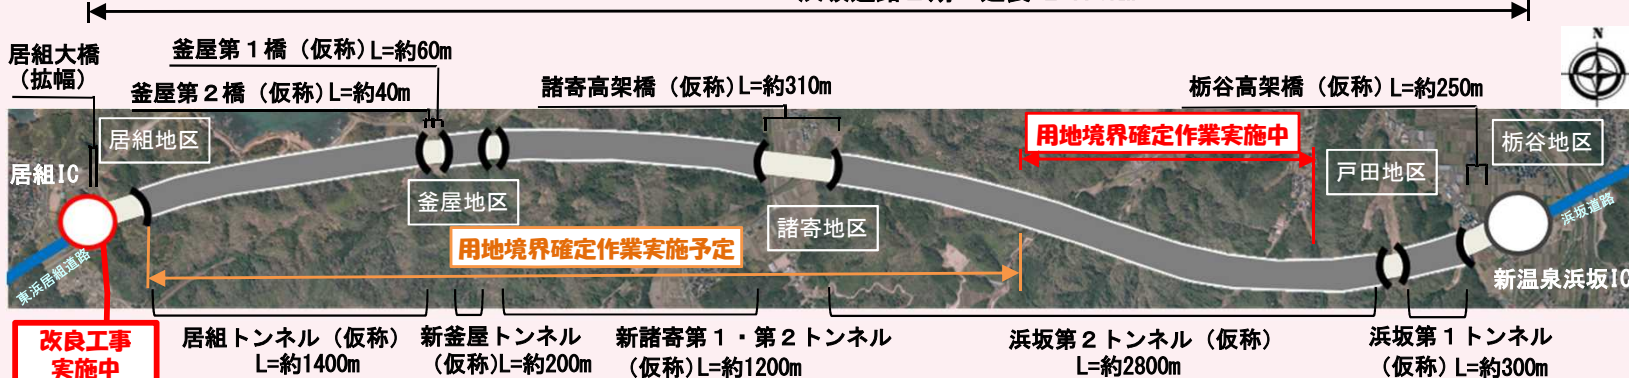 居組大橋
(拡幅)
釜屋第1橋(仮称)L=約60m
釜屋第2橋(仮称)L=約40m
諸寄高架橋(仮称)L=約310m
栃谷高架橋(仮称)L=約250m
N
居組地区
用地境界確定作業実施中
栃谷地区
居組IC
釜屋地区
戸田地区
諸寄地区
浜坂道路
用地境界確定作業実施予定
東浜居組道路
新温泉浜坂IC
改良工事
実施中
居組トンネル(仮称)
L=約1400m
新釜屋トンネル
(仮称)L=約200m
新諸寄第1・第2トンネル
(仮称)L=約1200m
浜坂第2トンネル(仮称)
L=約2800m
浜坂第1トンネル
(仮称)L=約300m